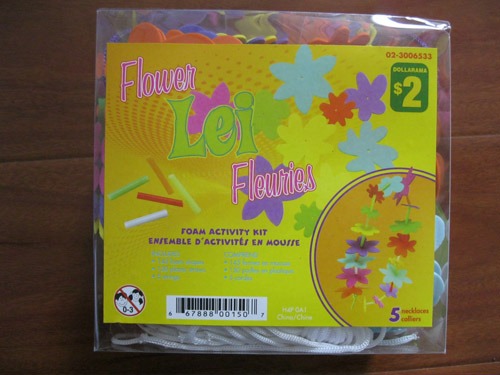 02-3006533
DOLLARAMA
$2
Flower
Lei
Fleuries
FOAM ACTIVITY KIT
ENSEMBLE D'ACTIVITÉS EN MOUSSE
0-3
6 67888 00150 7
China/Chine
5 necklaces
colliers